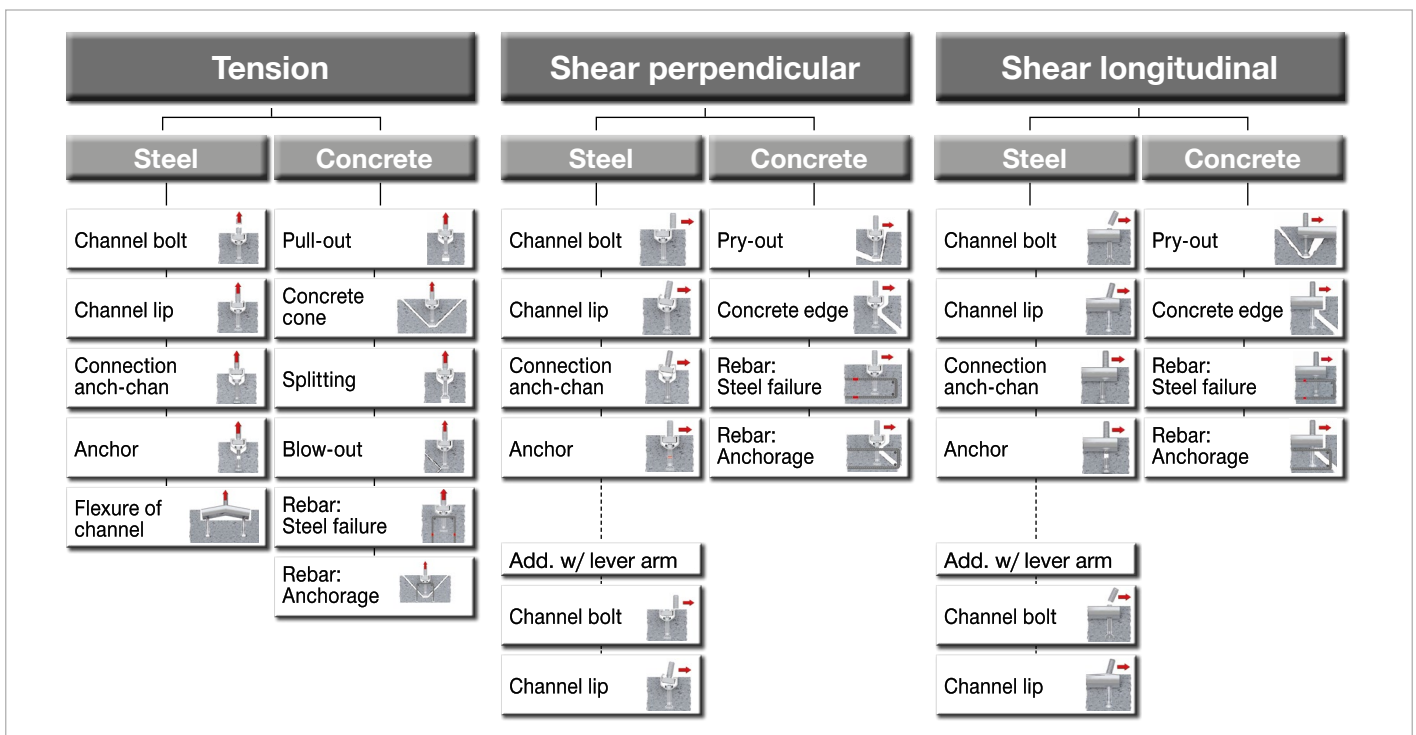 Tension
Steel
Channel bolt
Channel lip
Connection
anch-chan
Anchor
Flexure of
channel
Concrete
Pull-out
Concrete
cone
Splitting
Blow-out
Rebar:
Steel failure
Rebar:
Anchorage
Shear perpendicular
Steel
Channel bolt
Channel lip
Connection
anch-chan
Anchor
Add. w/ lever arm
Channel bolt
Channel lip
Concrete
Pry-out
Concrete edge
Rebar:
Steel failure
Rebar:
Anchorage
Shear longitudinal
Steel
Channel bolt
Channel lip
Connection
anch-chan
Anchor
Add. w/ lever arm
Channel bolt
Channel lip
Concrete
Pry-out
Concrete edge
Rebar:
Steel failure
Rebar:
Anchorage